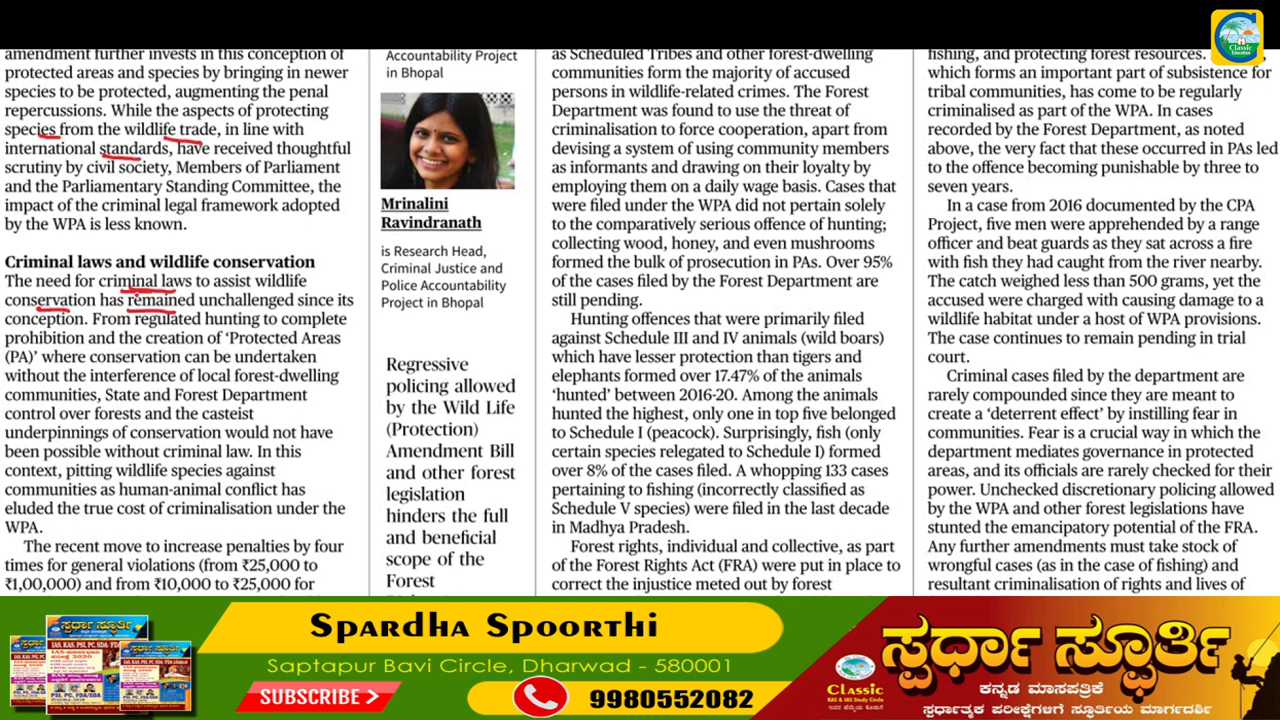 Classic
Education
amendment further invests in this conception of
protected areas and species by bringing in newer
species to be protected, augmenting the penal
repercussions. While the aspects of protecting
species from the wildlife trade, in line with
international standards, have received thoughtful
scrutiny by civil society, Members of Parliament
and the Parliamentary Standing Committee, the
impact of the criminal legal framework adopted
by the WPA is less known.
Criminal laws and wildlife conservation
The need for criminal laws to assist wildlife
conservation has remained unchallenged since its
conception. From regulated hunting to complete
prohibition and the creation of ‘Protected Areas
(PA)’ where conservation can be undertaken
without the interference of local forest-dwelling
communities, State and Forest Department
control over forests and the casteist
underpinnings of conservation would not have
been possible without criminal law. In this
context, pitting wildlife species against
communities as human-animal conflict has
eluded the true cost of criminalisation under the
WPA.
The recent move to increase penalties by four
times for general violations (from ₹25,000 to
₹1,00,000) and from ₹10,000 to ₹25,000 for
Accountability Project
in Bhopal
Mrinalini
Ravindranath
is Research Head,
Criminal Justice and
Police Accountability
Project in Bhopal
Regressive
policing allowed
by the Wild Life
(Protection)
Amendment Bill
and other forest
legislation
hinders the full
and beneficial
scope of the
Forest
is Scheduled Tribes and other forest-dwelling
communities form the majority of accused
persons in wildlife-related crimes. The Forest
Department was found to use the threat of
criminalisation to force cooperation, apart from
devising a system of using community members
as informants and drawing on their loyalty by
employing them on a daily wage basis. Cases that
were filed under the WPA did not pertain solely
to the comparatively serious offence of hunting;
collecting wood, honey, and even mushrooms
formed the bulk of prosecution in PAs. Over 95%
of the cases filed by the Forest Department are
still pending.
Hunting offences that were primarily filed
against Schedule III and IV animals (wild boars)
which have lesser protection than tigers and
elephants formed over 17.47% of the animals
‘hunted’ between 2016-20. Among the animals
hunted the highest, only one in top five belonged
to Schedule I (peacock). Surprisingly, fish (only
certain species relegated to Schedule I) formed
over 8% of the cases filed. A whopping 133 cases
pertaining to fishing (incorrectly classified as
Schedule V species) were filed in the last decade
in Madhya Pradesh.
Forest rights, individual and collective, as part
of the Forest Rights Act (FRA) were put in place to
correct the injustice meted out by forest
fishing, and protecting forest resources.
which forms an important part of subsistence for
tribal communities, has come to be regularly
criminalised as part of the WPA. In cases
recorded by the Forest Department, as noted
above, the very fact that these occurred in PAs led
to the offence becoming punishable by three to
seven years.
In a case from 2016 documented by the CPA
Project, five men were apprehended by a range
officer and beat guards as they sat across a fire
with fish they had caught from the river nearby.
The catch weighed less than 500 grams, yet the
accused were charged with causing damage to a
wildlife habitat under a host of WPA provisions.
The case continues to remain pending in trial
court.
Criminal cases filed by the department are
rarely compounded since they are meant to
create a ‘deterrent effect’ by instilling fear in
communities. Fear is a crucial way in which the
department mediates governance in protected
areas, and its officials are rarely checked for their
power. Unchecked discretionary policing allowed
by the WPA and other forest legislations have
stunted the emancipatory potential of the FRA.
Any further amendments must take stock of
wrongful cases (as in the case of fishing) and
resultant criminalisation of rights and lives of
Spardha Spoorthi
Saptapur Bavi Circle Dharwad - 580001
SUBSCRIBE >
9980552082
ಸ್ಪರ್ಧಾ ಸ್ಫೂರ್ತಿ
Classic
IAS & IAS Study Circle
ಸ್ಪರ್ಧಾ ಸ್ಫೂರ್ತಿ
ಕನ್ನಡ ಮಾಸಪತ್ರಿಕೆ
ಸ್ಪರ್ಧಾತ್ಮಕ ಪರೀಕ್ಷೆಗಳಿಗೆ ಸ್ಫೂರ್ತಿಯ ಮಾರ್ಗದರ್ಶಿ